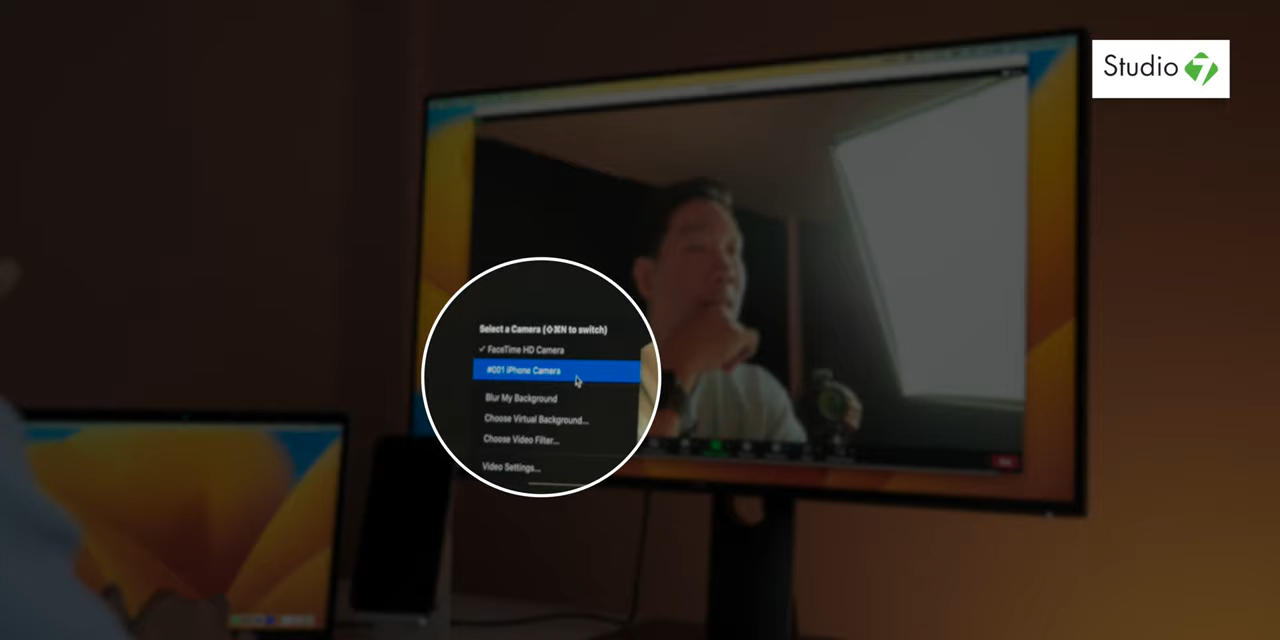 Studio 7
Select a Camera (⇧⌘N to switch)
✓ FaceTime HD Camera
#001 iPhone Camera
Blur My Background
Choose Virtual Background...
Choose Video Filter...
Video Settings...